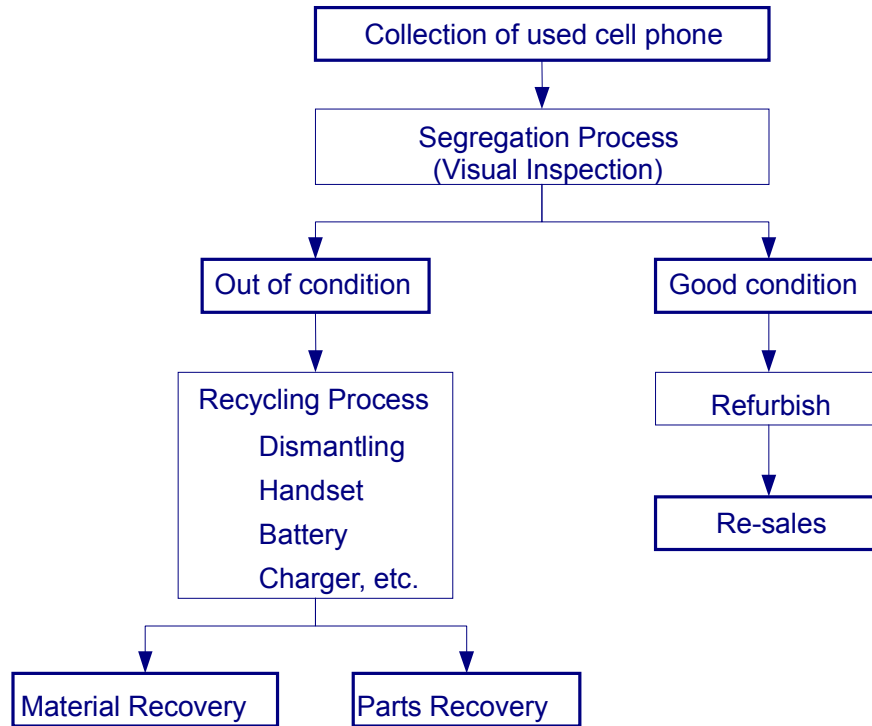 Collection of used cell phone
Segregation Process
(Visual Inspection)
Out of condition
Good condition
Recycling Process
Dismantling
Handset
Battery
Charger, etc.
Refurbish
Re-sales
Material Recovery
Parts Recovery